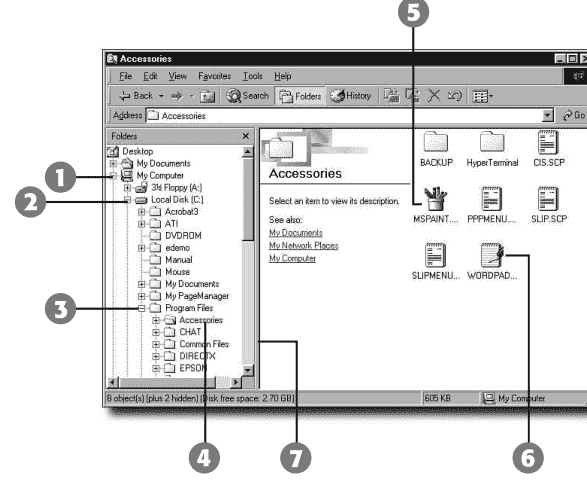 5
Accessories
File Edit View Favorites Tools Help
Back Search Folders History
Address Accessories Go
Folders
Desktop
My Documents
1
My Computer
3½ Floppy (A:)
2
Local Disk (C:)
Acrobat3
ATI
DVDROM
edemo
Manual
Mouse
My Documents
My PageManager
3
Program Files
Accessories
CHAT
Common Files
DIRECTX
EPSON
Accessories
Select an item to view its description.
See also:
My Documents
My Network Places
My Computer
BACKUP HyperTerminal CIS.SCP
MSPAINT.... PPPMENU.... SLIP.SCP
SLIPMENU... WORDPAD...
8 object(s) (plus 2 hidden) (Disk free space: 2.70 GB) 605 KB My Computer
4 7 6